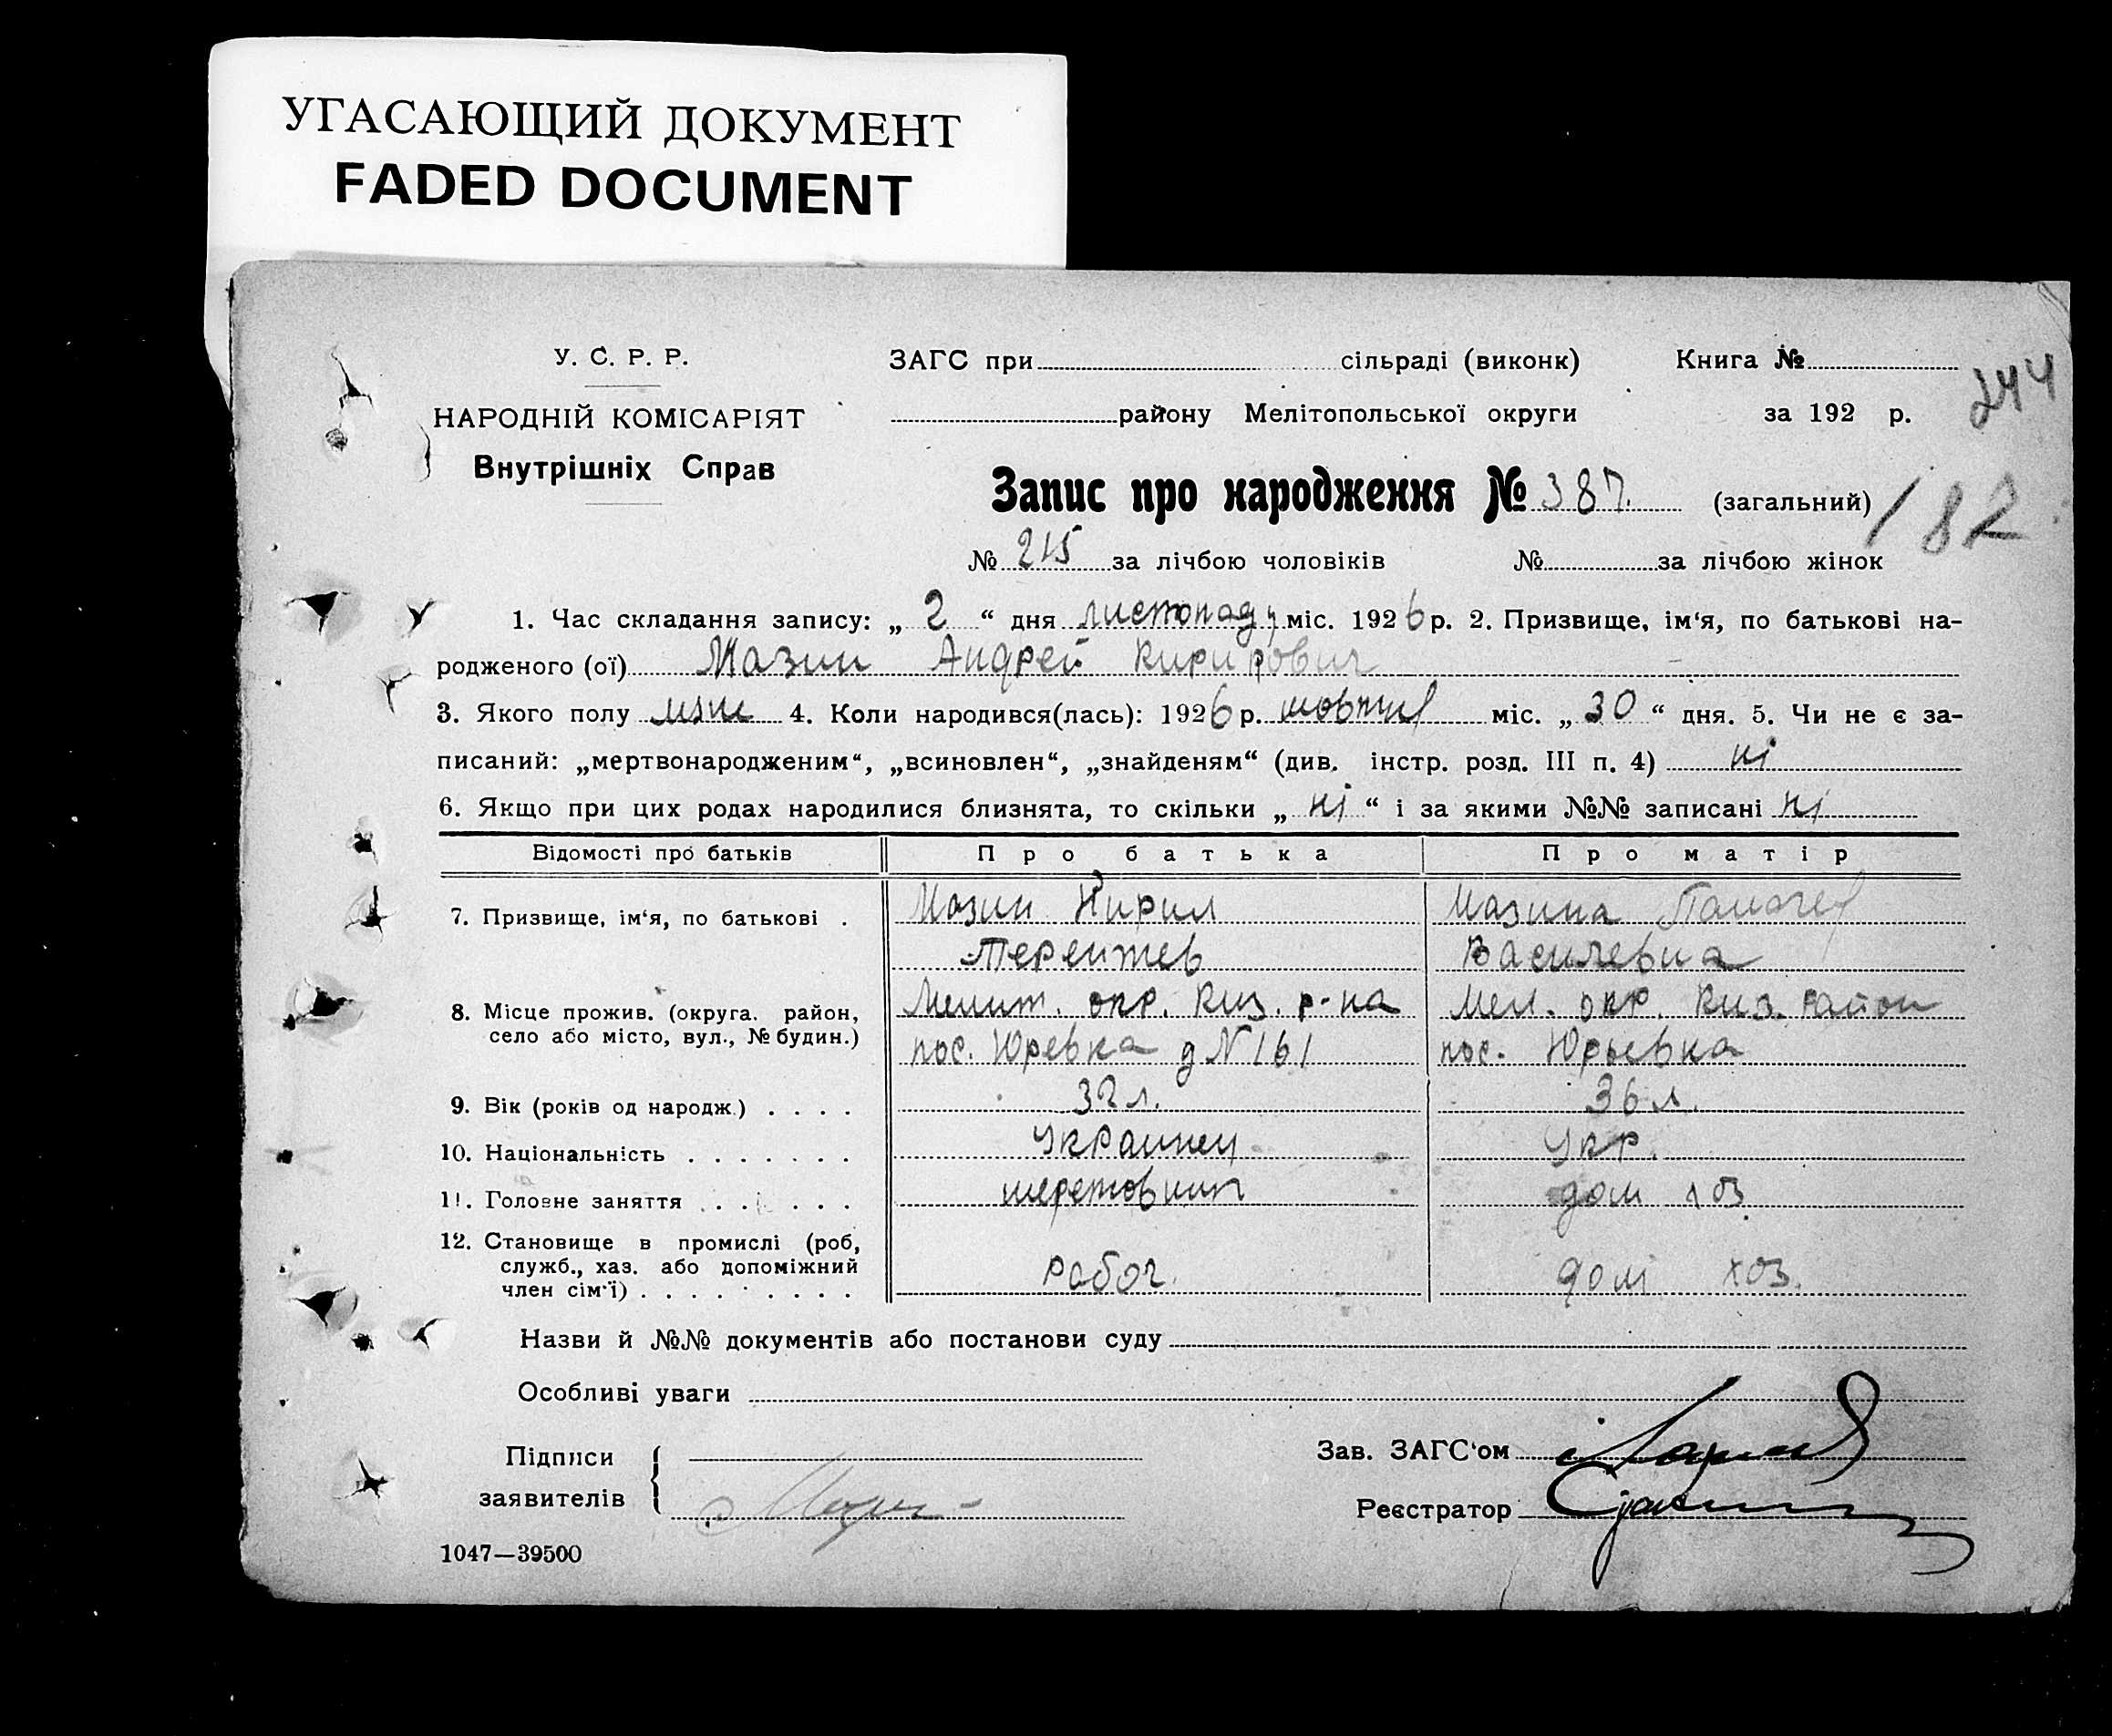 УГАСАЮЩИЙ ДОКУМЕНТ
FADED DOCUMENT
У. С. Р. Р.
НАРОДНІЙ КОМІСАРІЯТ
Внутрішніх Справ
ЗАГС при сільраді (виконк) Книга №
району Мелітопольської округи за 192 р.
244
Запис про народження № 387. (загальний)
182
№ 215 за лічбою чоловіків № за лічбою жінок
1. Час складання запису: „ 2 “ дня листопаду міс. 1926 р. 2. Призвище, ім‘я, по батькові на-
родженого (ої) Мазин Андрей Кирилович
3. Якого полу муж 4. Коли народився(лась): 1926 р. жовтня міс. „ 30 “ дня. 5. Чи не є за-
писаний: „мертвонародженим“, „всиновлен“, „знайденям“ (див. інстр. розд. III п. 4) ні
6. Якщо при цих родах народилися близнята, то скільки „ ні “ і за якими №№ записані ні
Відомості про батьків Про батька Про матір
7. Призвище, ім‘я, по батькові . Мазин Кирил Мазина
Терентев Василевна
8. Місце прожив. (округа. район, село або місто, вул., № будин.)
Мелит. окр. Киз. р-на Мел. окр. Киз. район
пос. Юревка д N 161 пос. Юрьевка
9. Вік (років од народж.) . . . . 32 л. 36 л.
10. Національність . . . . . . . Украинец Укр.
11. Головне заняття . . . . . . шеретовщик дом хоз
12. Становище в промислі (роб,
служб., хаз. або допоміжний
член сім‘ї) . . . . . . . . . рабоч. дом хоз.
Назви й №№ документів або постанови суду
Особливі уваги
Підписи
заявителів Мазин
Зав. ЗАГС‘ом
Реєстратор
1047—39500